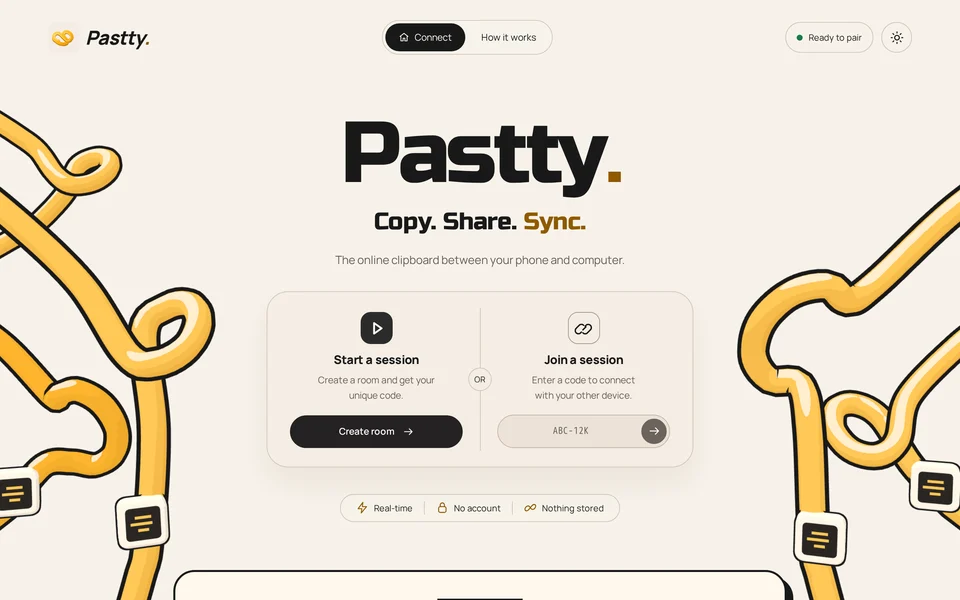 Pastty.
Connect
How it works
Ready to pair
Pastty.
Copy. Share. Sync.
The online clipboard between your phone and computer.
Start a session
Create a room and get your
unique code.
Create room
OR
Join a session
Enter a code to connect
with your other device.
ABC-12K
Real-time
No account
Nothing stored